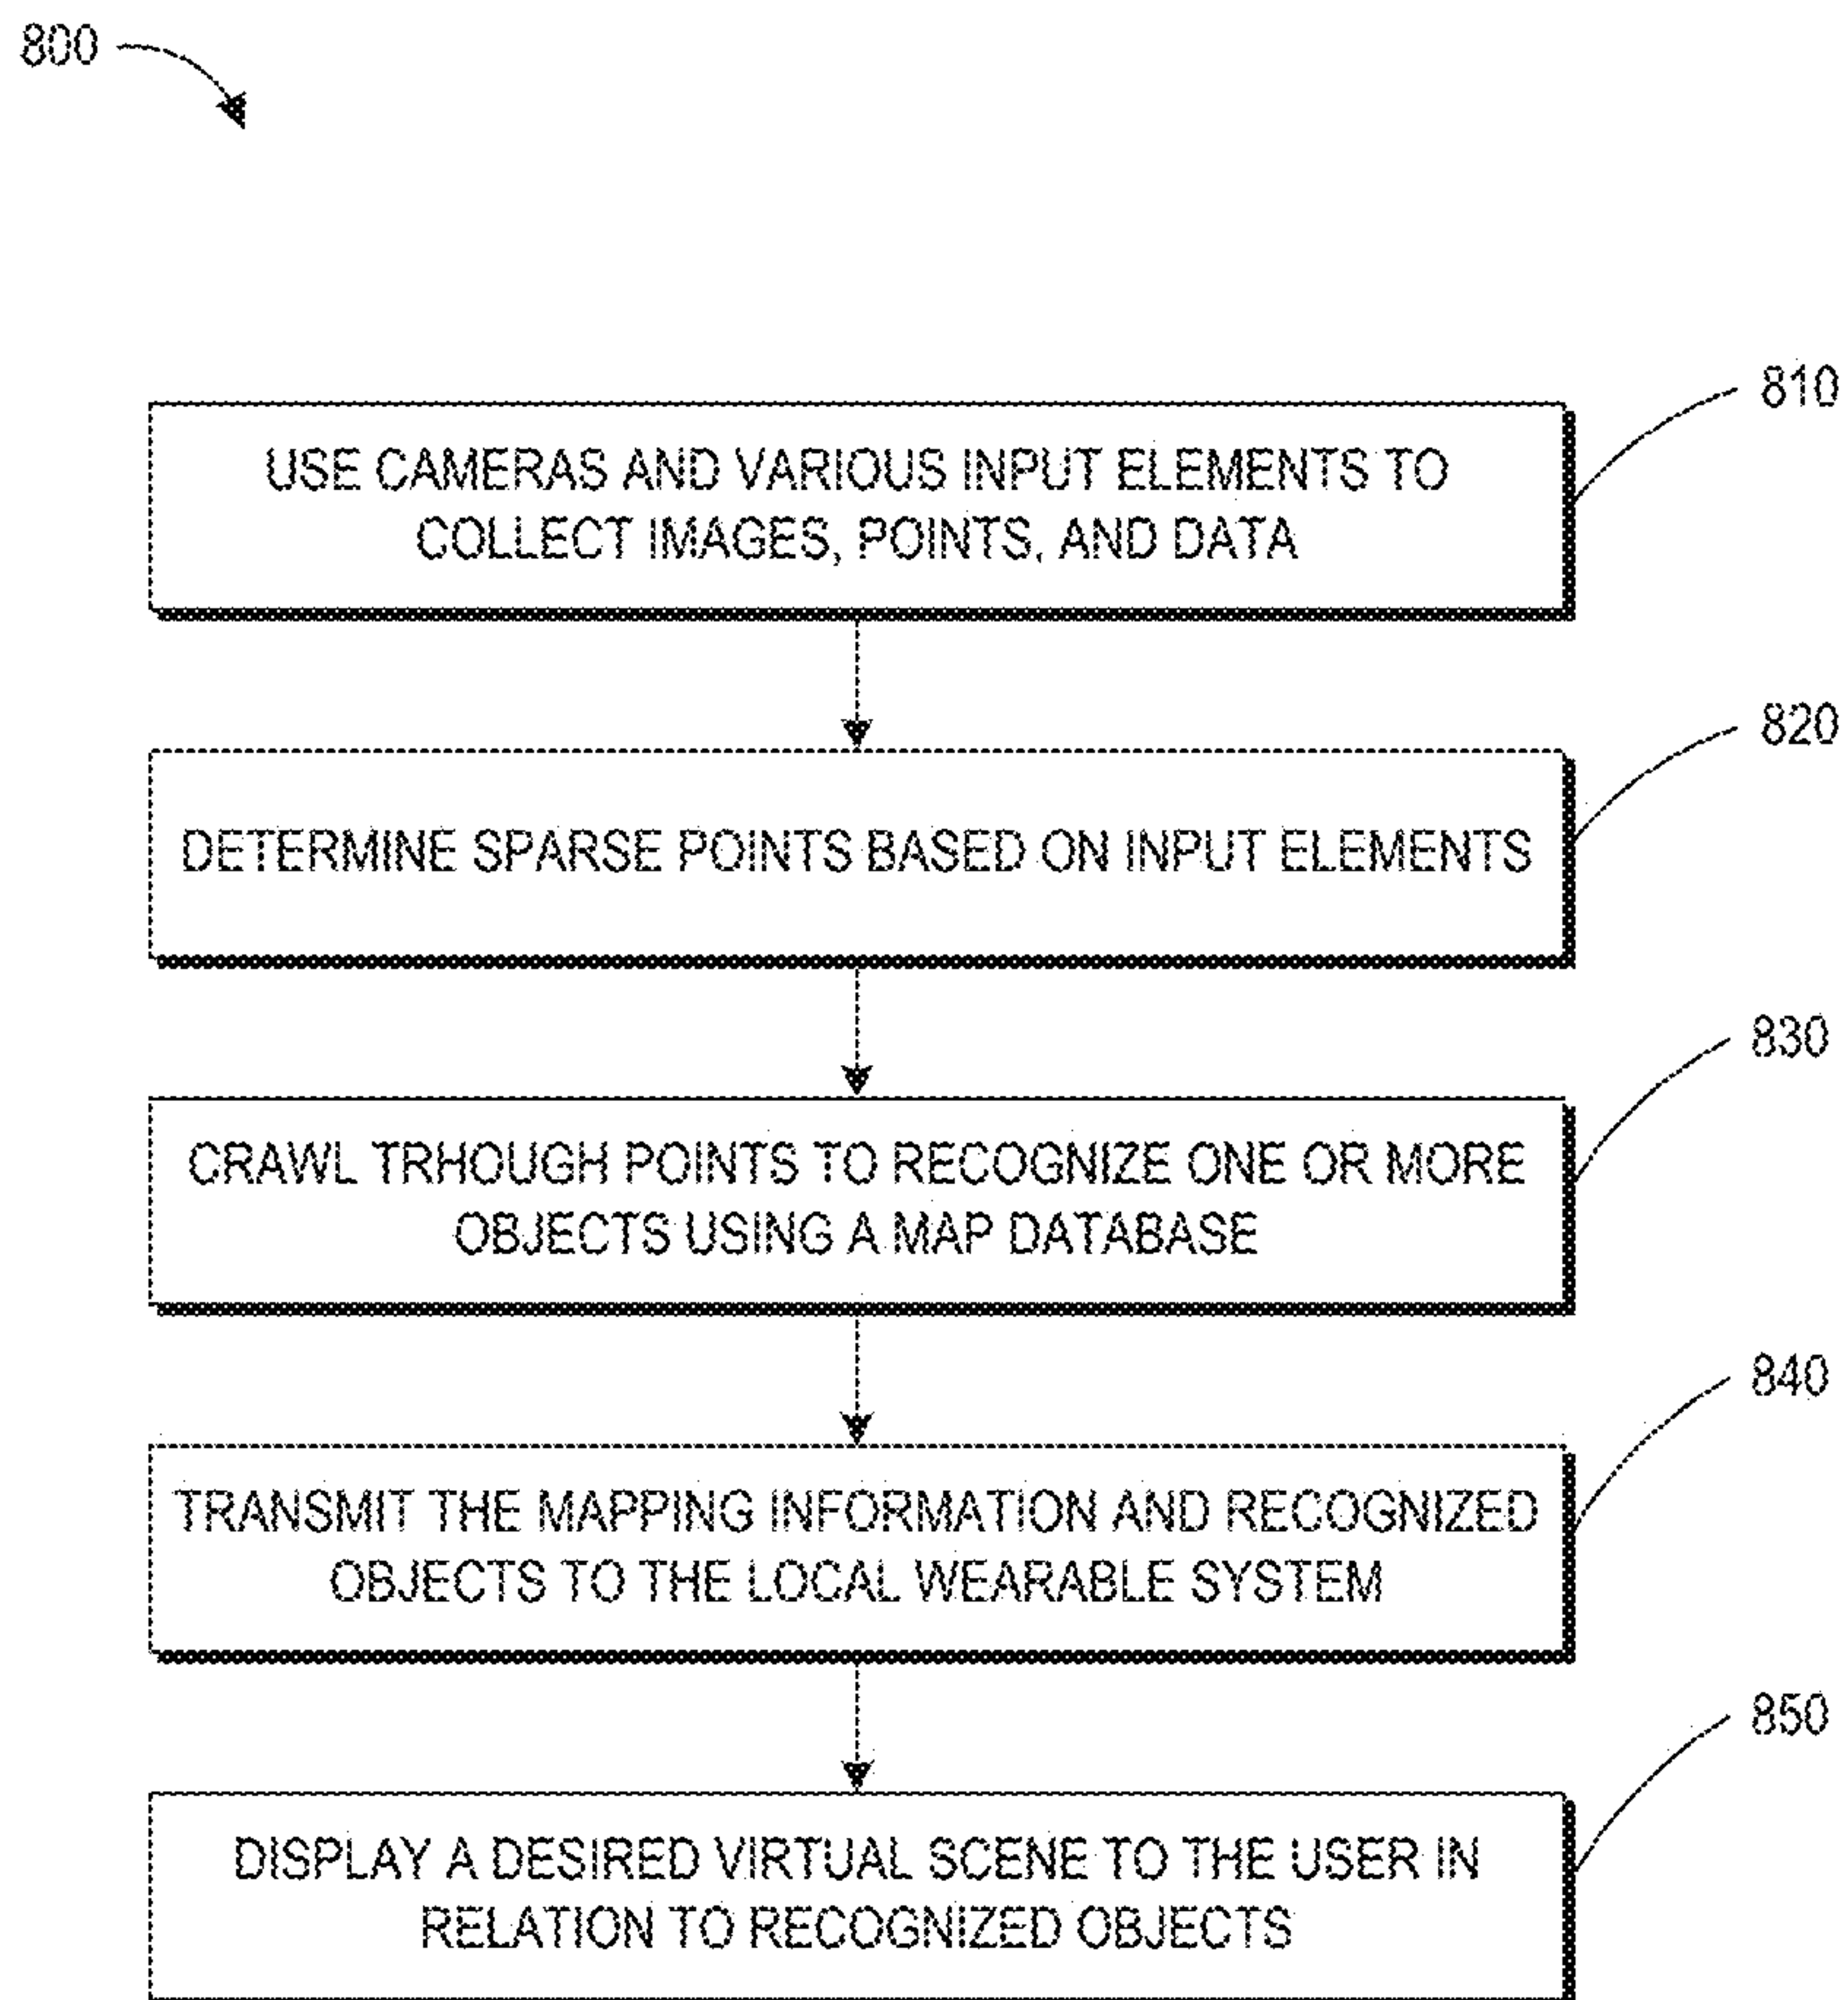 800
810
USE CAMERAS AND VARIOUS INPUT ELEMENTS TO
COLLECT IMAGES, POINTS, AND DATA
820
DETERMINE SPARSE POINTS BASED ON INPUT ELEMENTS
830
CRAWL TRHOUGH POINTS TO RECOGNIZE ONE OR MORE
OBJECTS USING A MAP DATABASE
840
TRANSMIT THE MAPPING INFORMATION AND RECOGNIZED
OBJECTS TO THE LOCAL WEARABLE SYSTEM
850
DISPLAY A DESIRED VIRTUAL SCENE TO THE USER IN
RELATION TO RECOGNIZED OBJECTS